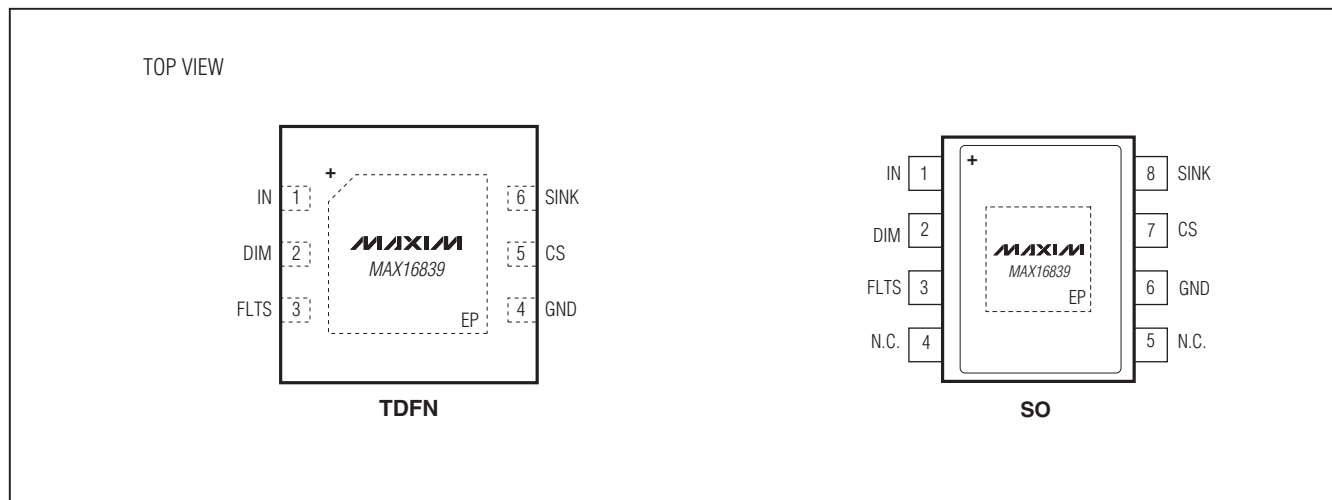 TOP VIEW
+
IN 1
6 SINK
DIM 2
5 CS
FLTS 3
4 GND
MAXIM
MAX16839
EP
TDFN
+
IN 1
8 SINK
DIM 2
7 CS
FLTS 3
6 GND
N.C. 4
5 N.C.
MAXIM
MAX16839
EP
SO